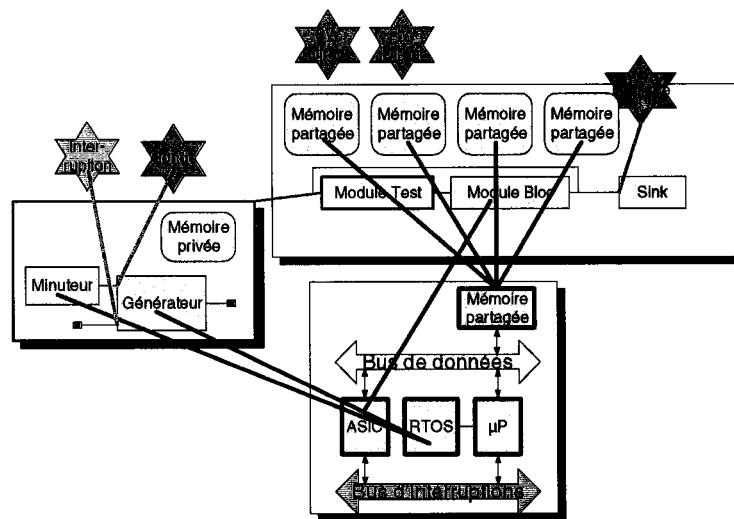 Mémoire
partagée
Mémoire
partagée
Mémoire
partagée
Mémoire
partagée
Inter-
ruption
Module Test
Module Bloc
Sink
Mémoire
privée
Minuteur
Générateur
Mémoire
partagée
Bus de données
ASIC
RTOS
µP
Bus d'Interruptions